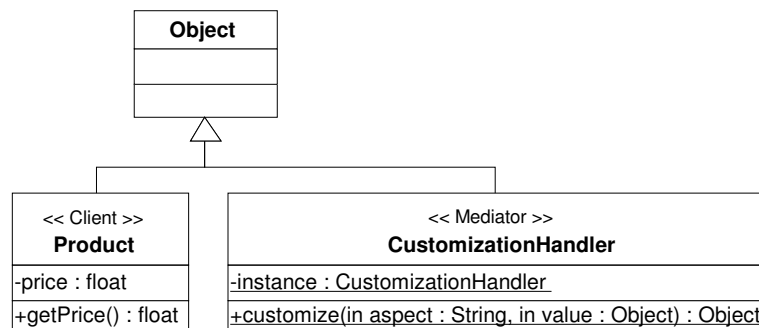 Object
<< Client >>
Product
-price : float
+getPrice() : float
<< Mediator >>
CustomizationHandler
-instance : CustomizationHandler
+customize(in aspect : String, in value : Object) : Object